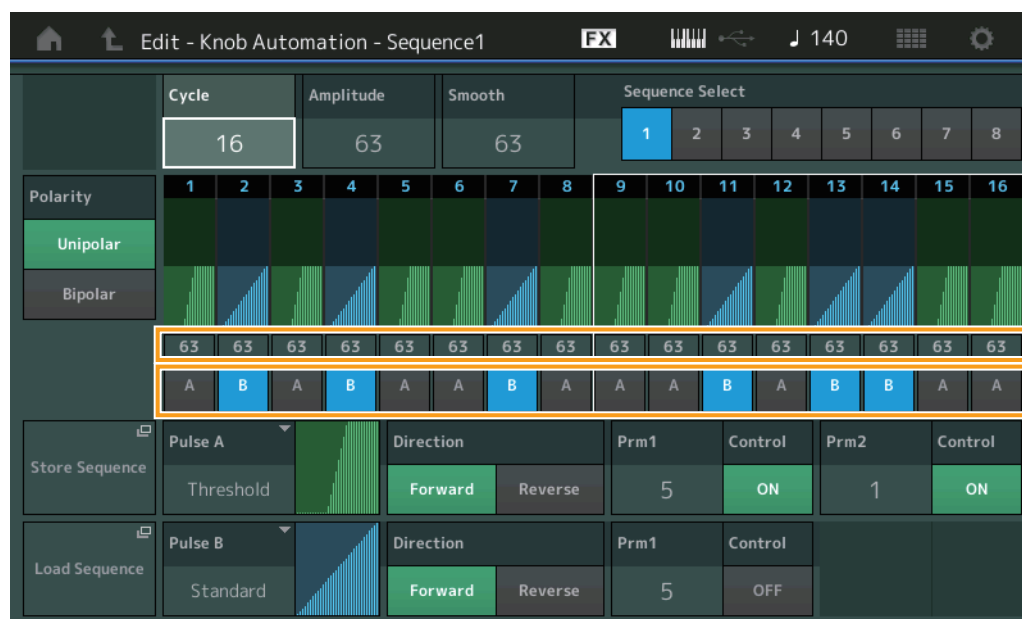 Edit - Knob Automation - Sequence1 FX ♩ 140
Cycle Amplitude Smooth Sequence Select
16 63 63 1 2 3 4 5 6 7 8
Polarity 1 2 3 4 5 6 7 8 9 10 11 12 13 14 15 16
Unipolar
Bipolar
63 63 63 63 63 63 63 63 63 63 63 63 63 63 63 63
A B A B A A B A A A B A B B A A
Store Sequence
Pulse A Direction Prm1 Control Prm2 Control
Threshold Forward Reverse 5 ON 1 ON
Load Sequence
Pulse B Direction Prm1 Control
Standard Forward Reverse 5 OFF